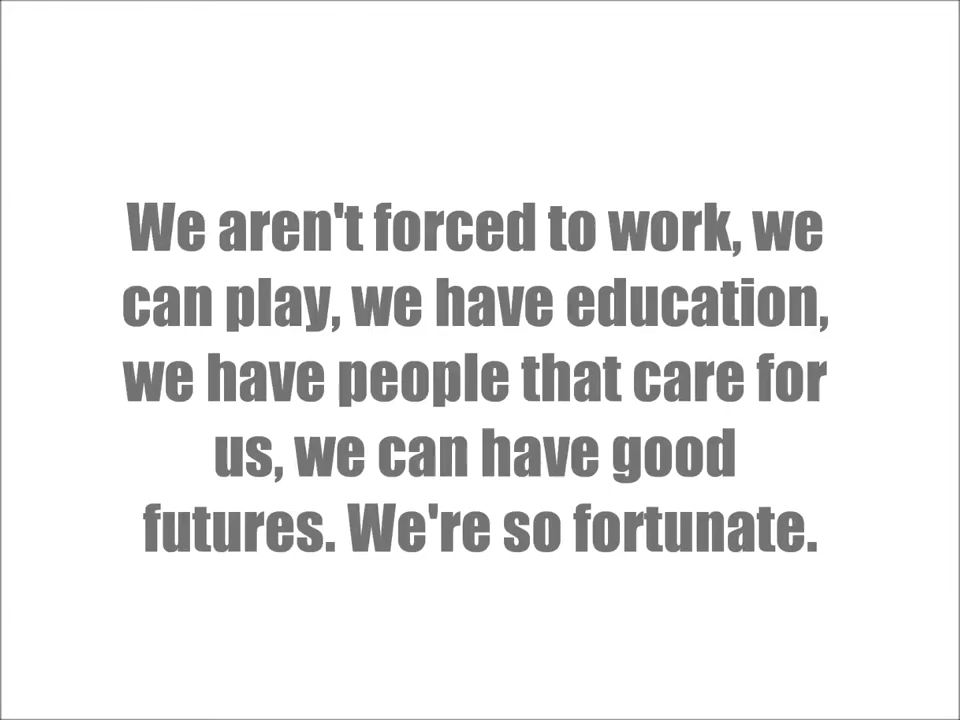 We aren't forced to work, we
can play, we have education,
we have people that care for
us, we can have good
futures. We're so fortunate.